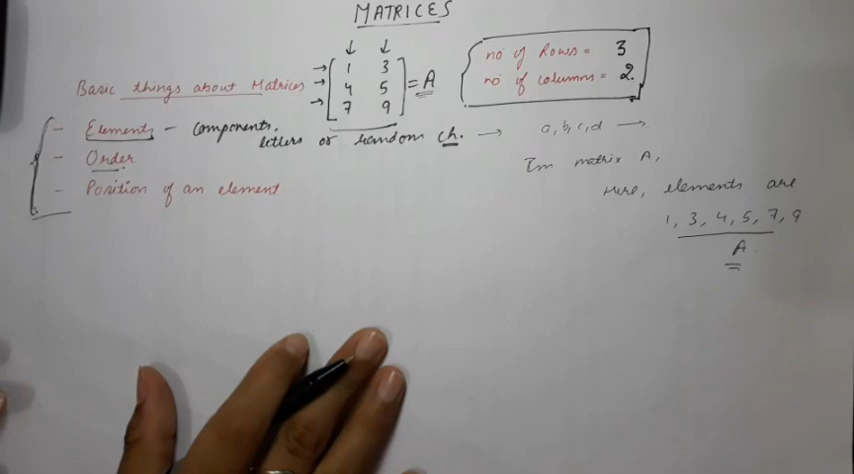 MATRICES
no of Rows = 3
no of columns = 2
Basic things about Matrices [1 3 = A
4 5
7 9]
- Elements - components.
letters or random ch. → a, b, c, d →
- Order
In matrix A,
- Position of an element
Here, elements are
1, 3, 4, 5, 7, 9
A